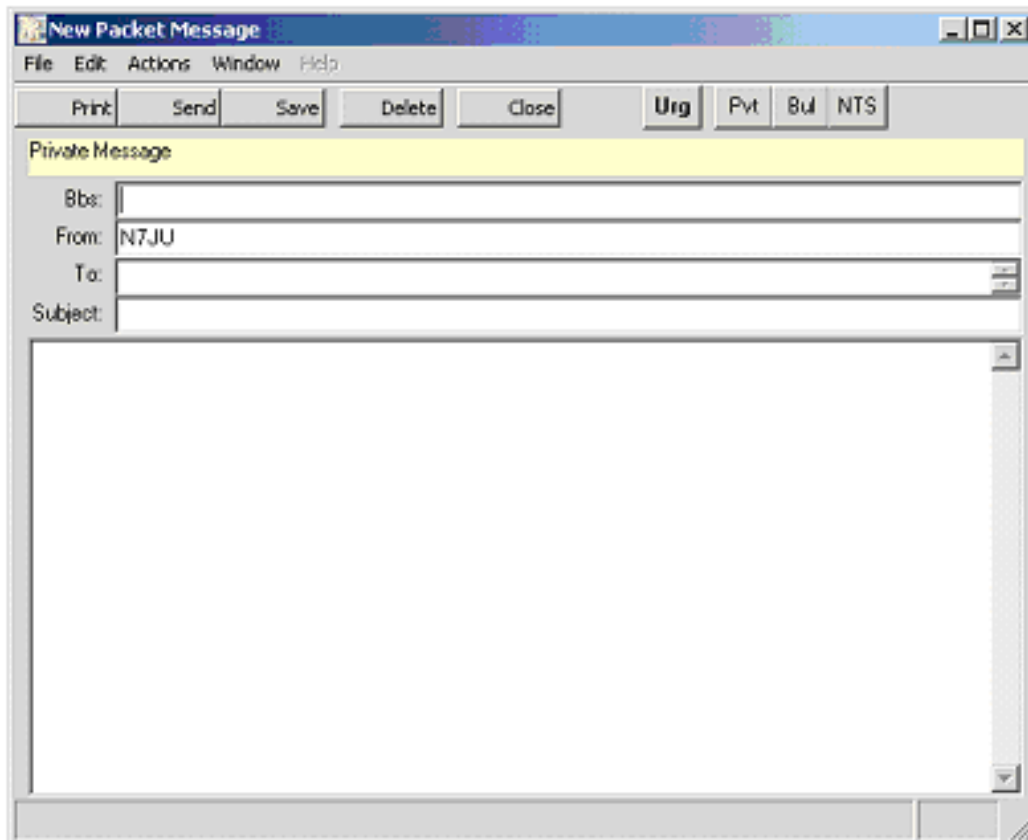 New Packet Message
File Edit Actions Window Help
Print Send Save Delete Close Urg Pvt Bul NTS
Private Message
Bbs:
From: N7JU
To:
Subject: